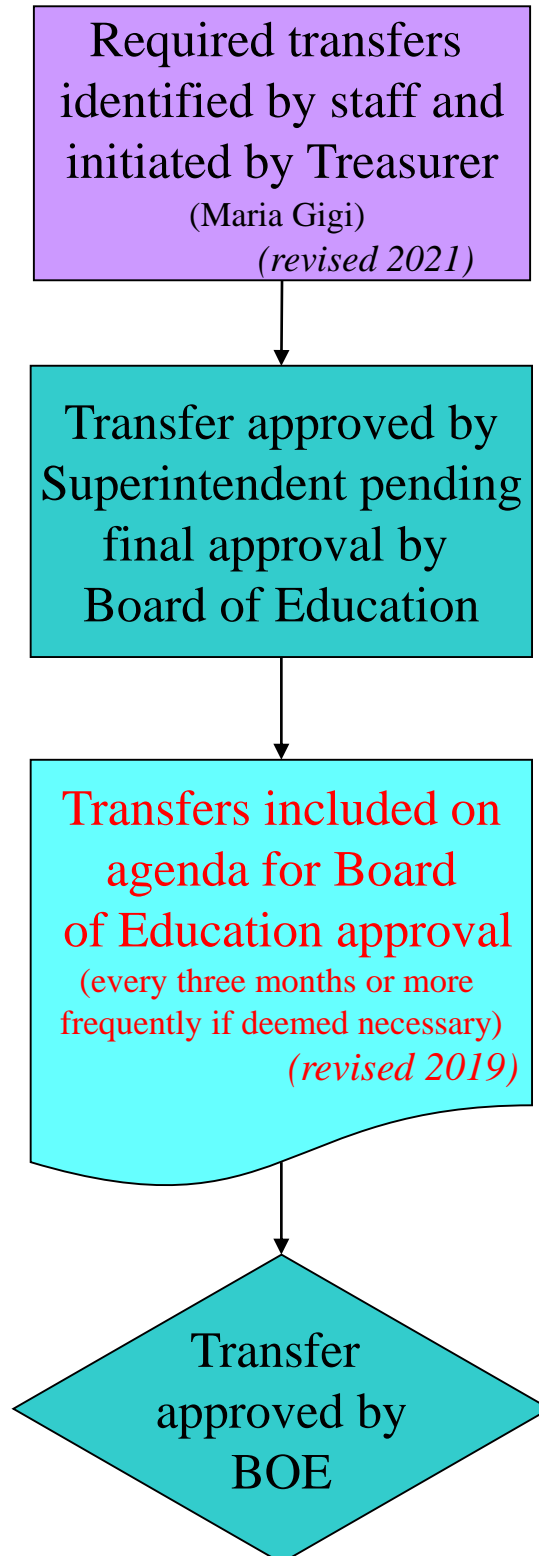 Required transfers
identified by staff and
initiated by Treasurer
(Maria Gigi)
(revised 2021)
Transfer approved by
Superintendent pending
final approval by
Board of Education
Transfers included on
agenda for Board
of Education approval
(every three months or more
frequently if deemed necessary)
(revised 2019)
Transfer
approved by
BOE